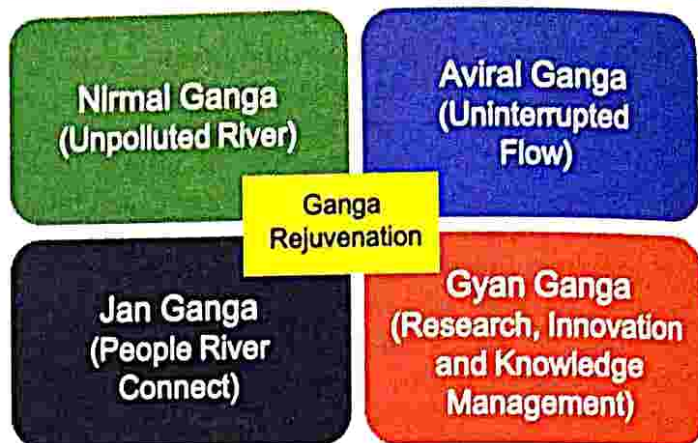 Nirmal Ganga
(Unpolluted River)
Aviral Ganga
(Uninterrupted
Flow)
Ganga
Rejuvenation
Jan Ganga
(People River
Connect)
Gyan Ganga
(Research, Innovation
and Knowledge
Management)